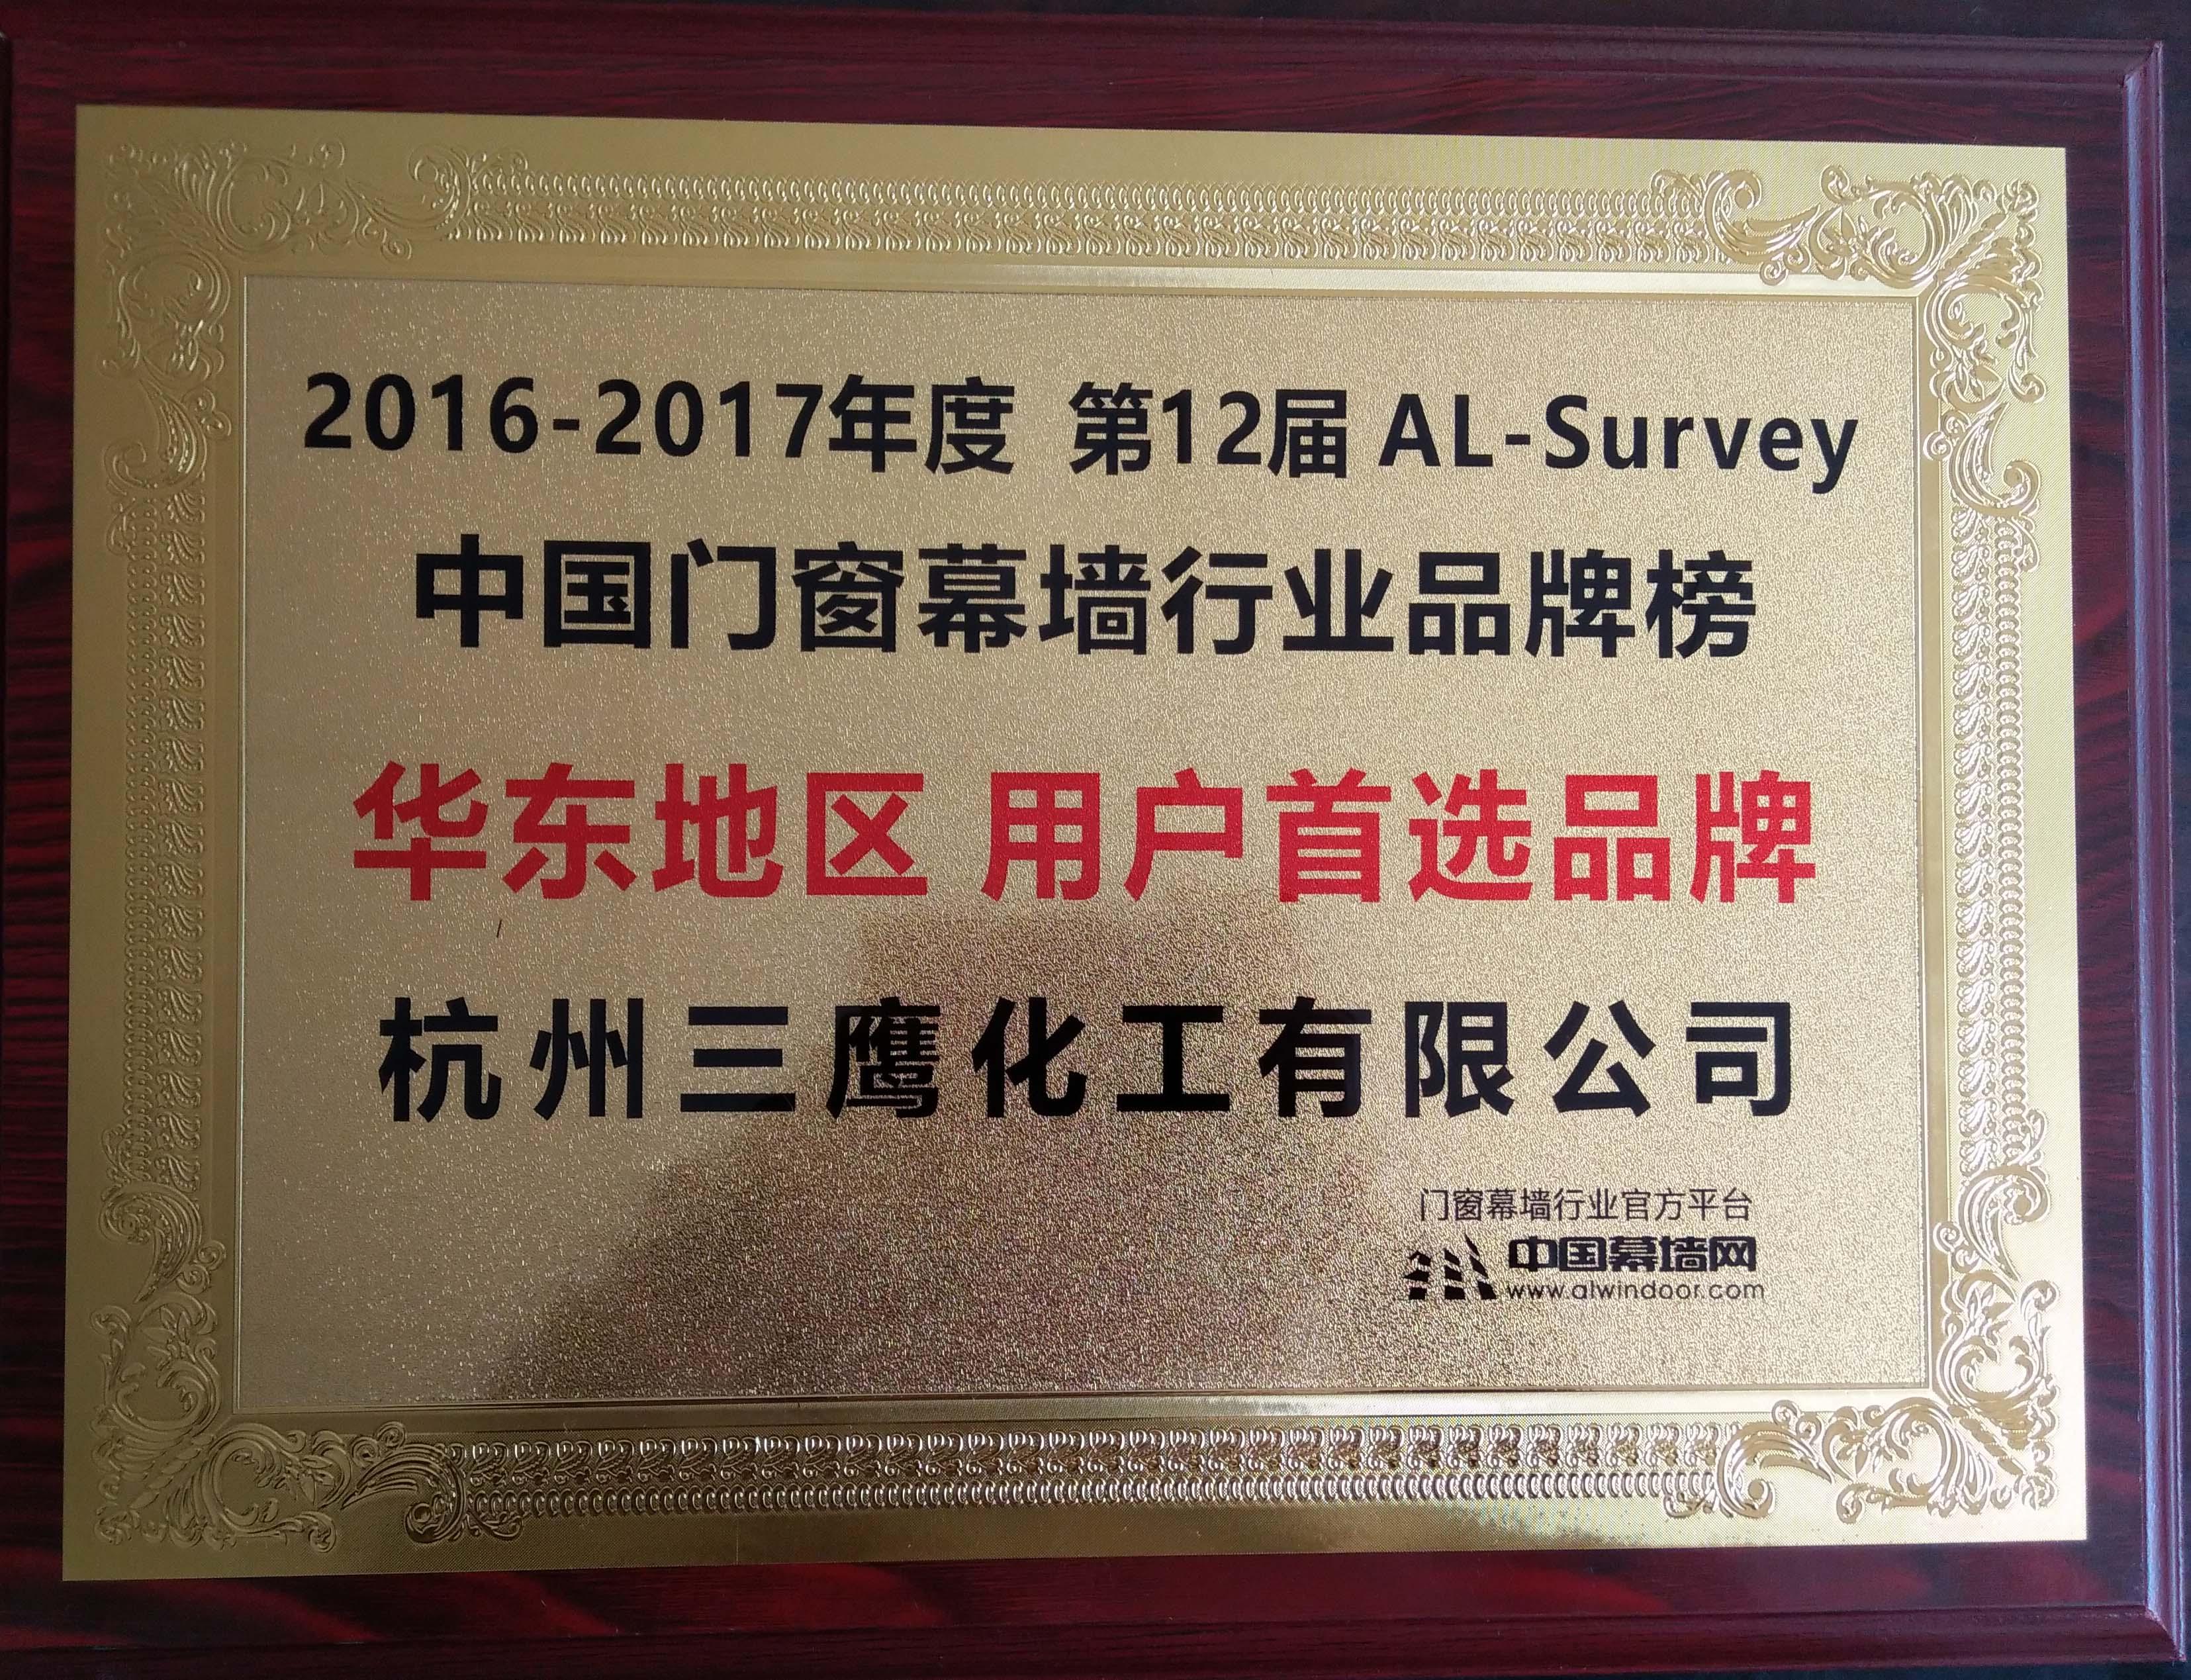 2016-2017年度 第12届 AL-Survey
中国门窗幕墙行业品牌榜
华东地区 用户首选品牌
杭州三鹰化工有限公司
门窗幕墙行业官方平台
中国幕墙网
www.alwindoor.com